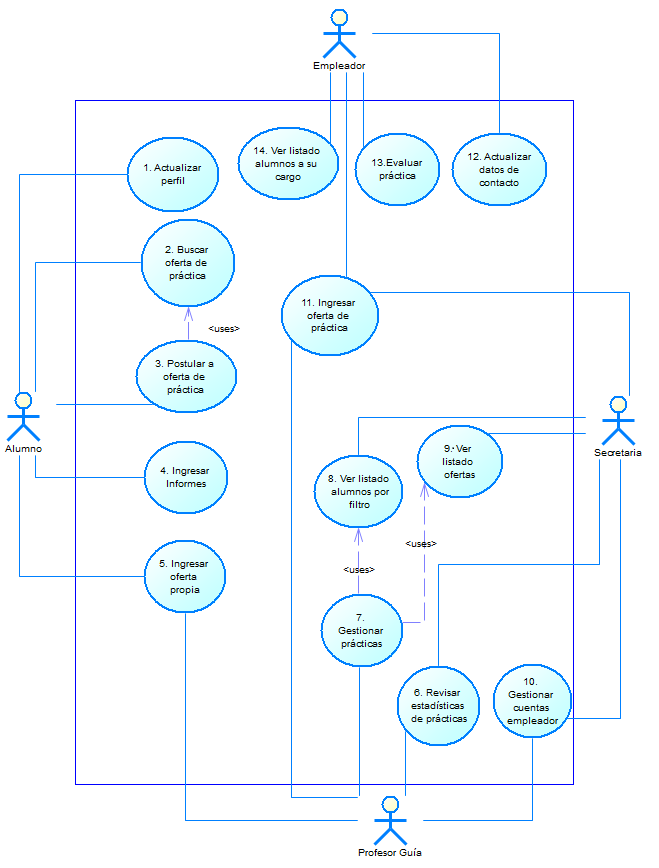 Empleador
14. Ver listado
alumnos a su
cargo
13.Evaluar
práctica
12. Actualizar
datos de
contacto
1. Actualizar
perfil
2. Buscar
oferta de
práctica
<uses>
11. Ingresar
oferta de
práctica
3. Postular a
oferta de
práctica
Alumno
Secretaria
4. Ingresar
Informes
8. Ver listado
alumnos por
filtro
9. Ver
listado
ofertas
<uses>
<uses>
5. Ingresar
oferta
propia
7.
Gestionar
prácticas
6. Revisar
estadísticas
de prácticas
10.
Gestionar
cuentas
empleador
Profesor Guía